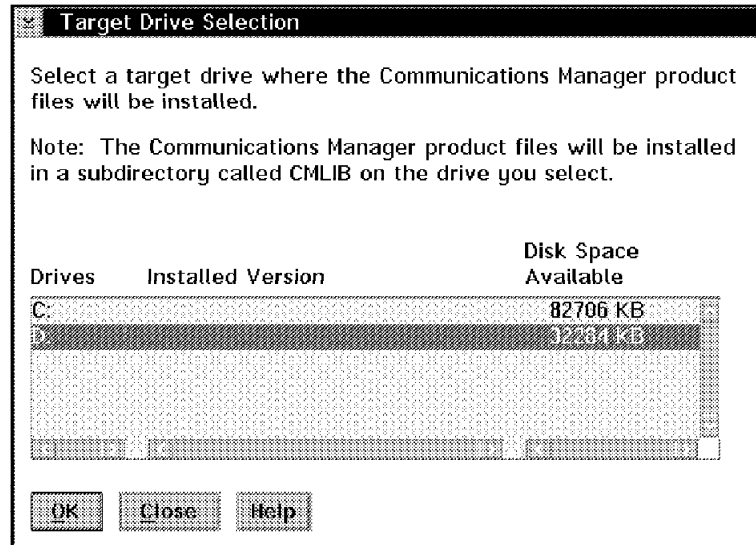 Target Drive Selection
Select a target drive where the Communications Manager product
files will be installed.
Note: The Communications Manager product files will be installed
in a subdirectory called CMLIB on the drive you select.
Disk Space
Drives Installed Version Available
C: 82706 KB
D: 32284 KB
OK Close Help